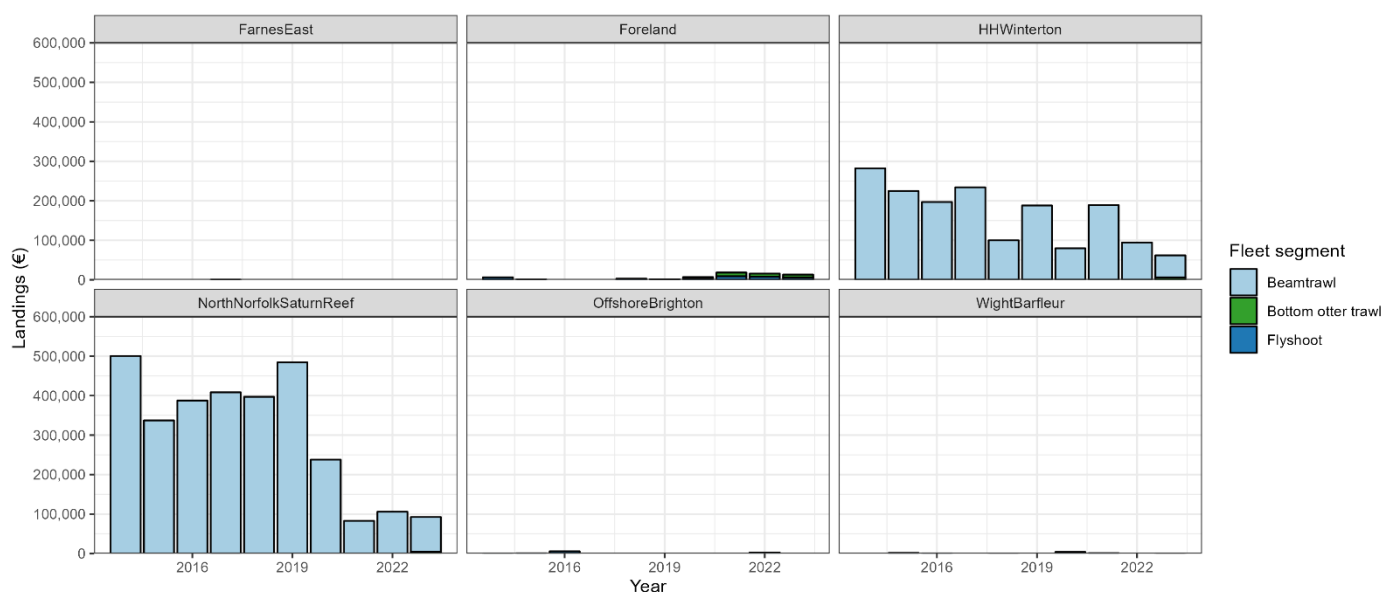 FarnesEast
Foreland
HHWinterton
600,000
500,000
400,000
300,000
200,000
100,000
0
NorthNorfolkSaturnReef
OffshoreBrighton
WightBarfleur
600,000
500,000
400,000
300,000
200,000
100,000
0
2016 2019 2022
2016 2019 2022
2016 2019 2022
Year
Landings (€)
Fleet segment
Beamtrawl
Bottom otter trawl
Flyshoot